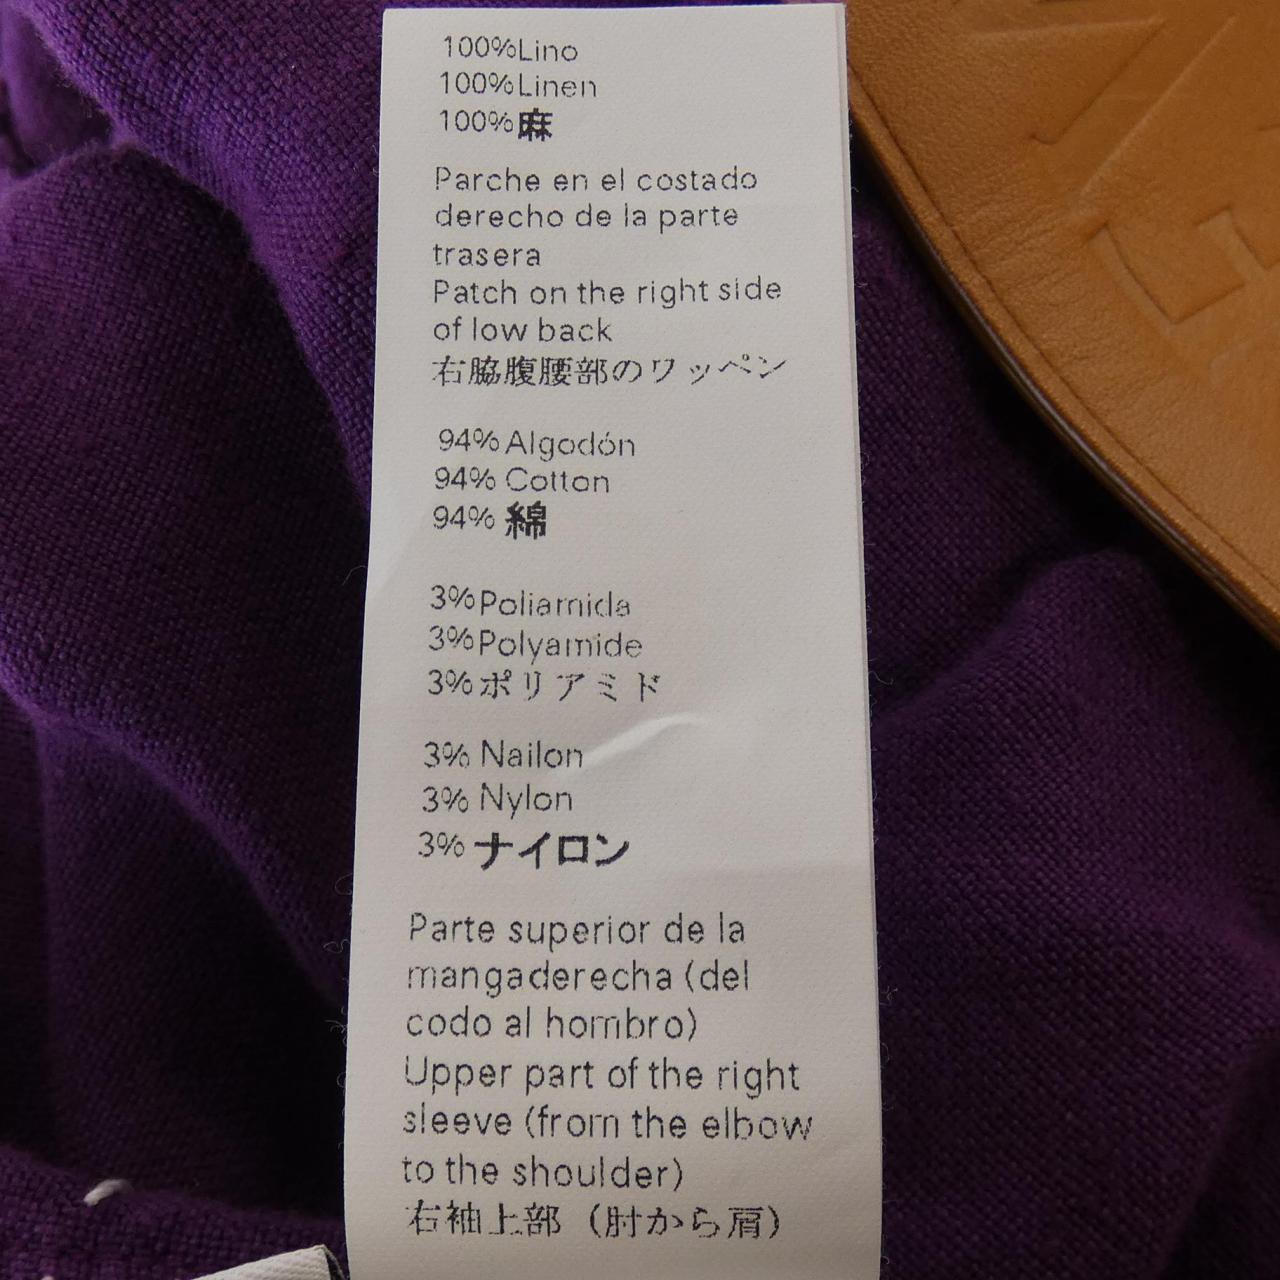 100%Lino
100%Linen
100%麻
Parche en el costado
derecho de la parte
trasera
Patch on the right side
of low back
右脇腹腰部のワッペン
94% Algodón
94% Cotton
94% 綿
3%Poliamida
3%Polyamide
3%ポリアミド
3% Nailon
3% Nylon
3% ナイロン
Parte superior de la
mangaderecha (del
codo al hombro)
Upper part of the right
sleeve (from the elbow
to the shoulder)
右袖上部（肘から肩）